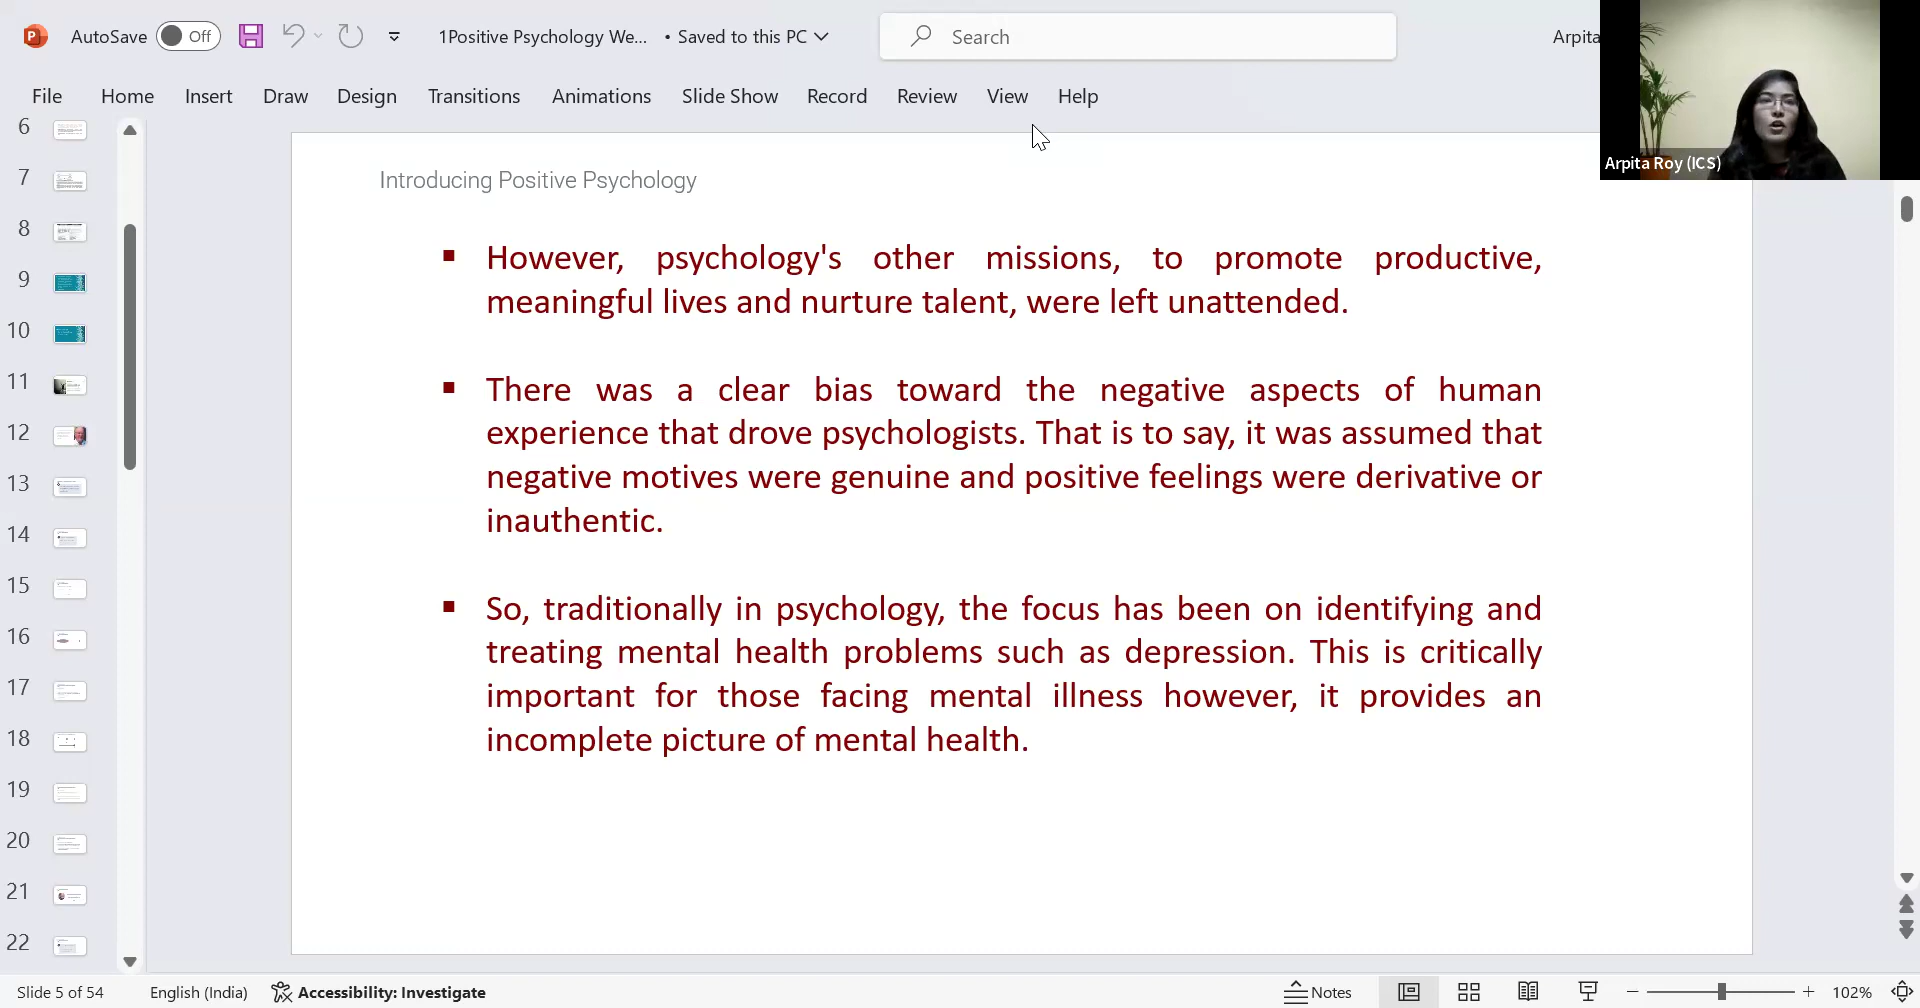 AutoSave Off 1Positive Psychology We... • Saved to this PC Search Arpita
File Home Insert Draw Design Transitions Animations Slide Show Record Review View Help
Arpita Roy (ICS)
6
7
8
9
10
11
12
13
14
15
16
17
18
19
20
21
22
Introducing Positive Psychology
▪ However, psychology's other missions, to promote productive,
meaningful lives and nurture talent, were left unattended.
▪ There was a clear bias toward the negative aspects of human
experience that drove psychologists. That is to say, it was assumed that
negative motives were genuine and positive feelings were derivative or
inauthentic.
▪ So, traditionally in psychology, the focus has been on identifying and
treating mental health problems such as depression. This is critically
important for those facing mental illness however, it provides an
incomplete picture of mental health.
Slide 5 of 54 English (India) Accessibility: Investigate Notes 102%